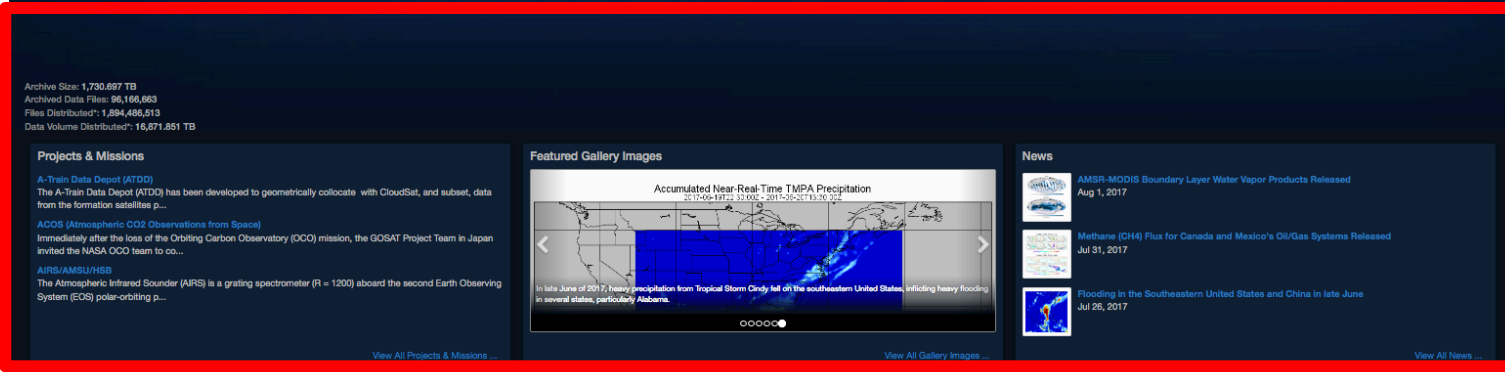 Archive Size: 1,730.697 TB
Archived Data Files: 96,166,663
Files Distributed*: 1,894,486,513
Data Volume Distributed*: 16,871.851 TB
Projects & Missions
A-Train Data Depot (ATDD)
The A-Train Data Depot (ATDD) has been developed to geometrically collocate with CloudSat, and subset, data
from the formation satellites p...
ACOS (Atmospheric CO2 Observations from Space)
Immediately after the loss of the Orbiting Carbon Observatory (OCO) mission, the GOSAT Project Team in Japan
invited the NASA OCO team to co...
AIRS/AMSU/HSB
The Atmospheric Infrared Sounder (AIRS) is a grating spectrometer (R = 1200) aboard the second Earth Observing
System (EOS) polar-orbiting p...
View All Projects & Missions ...
Featured Gallery Images
Accumulated Near-Real-Time TMPA Precipitation
In late June of 2017, heavy precipitation from Tropical Storm Cindy fell on the southeastern United States, inflicting heavy flooding
in several states, particularly Alabama.
View All Gallery Images ...
News
AMSR-MODIS Boundary Layer Water Vapor Products Released
Aug 1, 2017
Methane (CH4) Flux for Canada and Mexico's Oil/Gas Systems Released
Jul 31, 2017
Flooding in the Southeastern United States and China in late June
Jul 26, 2017
View All News ...